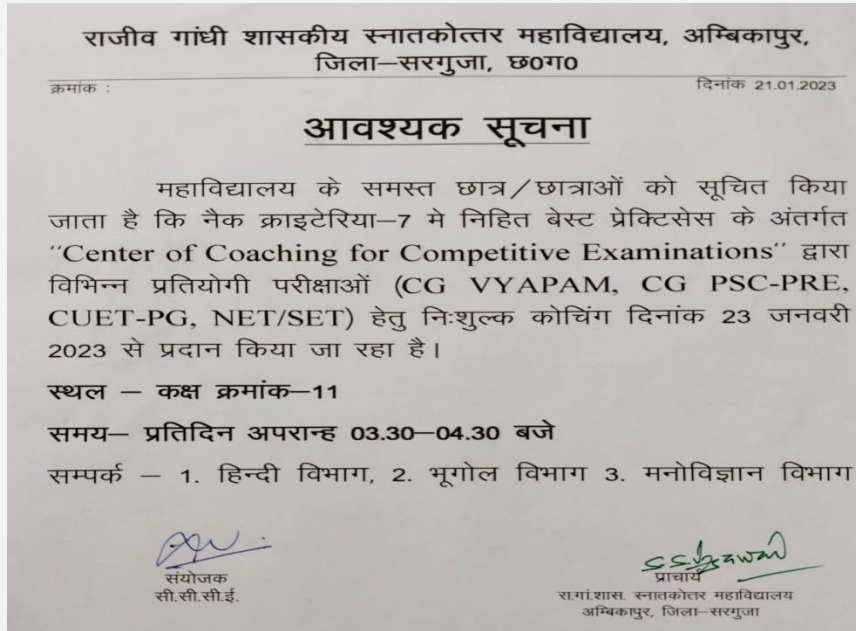 राजीव गांधी शासकीय स्नातकोत्तर महाविद्यालय, अम्बिकापुर,
जिला–सरगुजा, छ0ग0
क्रमांक :
दिनांक 21.01.2023
आवश्यक सूचना
महाविद्यालय के समस्त छात्र/छात्राओं को सूचित किया
जाता है कि नैक क्राइटेरिया–7 मे निहित बेस्ट प्रेक्टिसेस के अंतर्गत
''Center of Coaching for Competitive Examinations'' द्वारा
विभिन्न प्रतियोगी परीक्षाओं (CG VYAPAM, CG PSC-PRE,
CUET-PG, NET/SET) हेतु निःशुल्क कोचिंग दिनांक 23 जनवरी
2023 से प्रदान किया जा रहा है।
स्थल – कक्ष क्रमांक–11
समय– प्रतिदिन अपरान्ह 03.30–04.30 बजे
सम्पर्क – 1. हिन्दी विभाग, 2. भूगोल विभाग 3. मनोविज्ञान विभाग
संयोजक
सी.सी.सी.ई.
प्राचार्य
रा.गां.शास. स्नातकोत्तर महाविद्यालय
अम्बिकापुर, जिला–सरगुजा